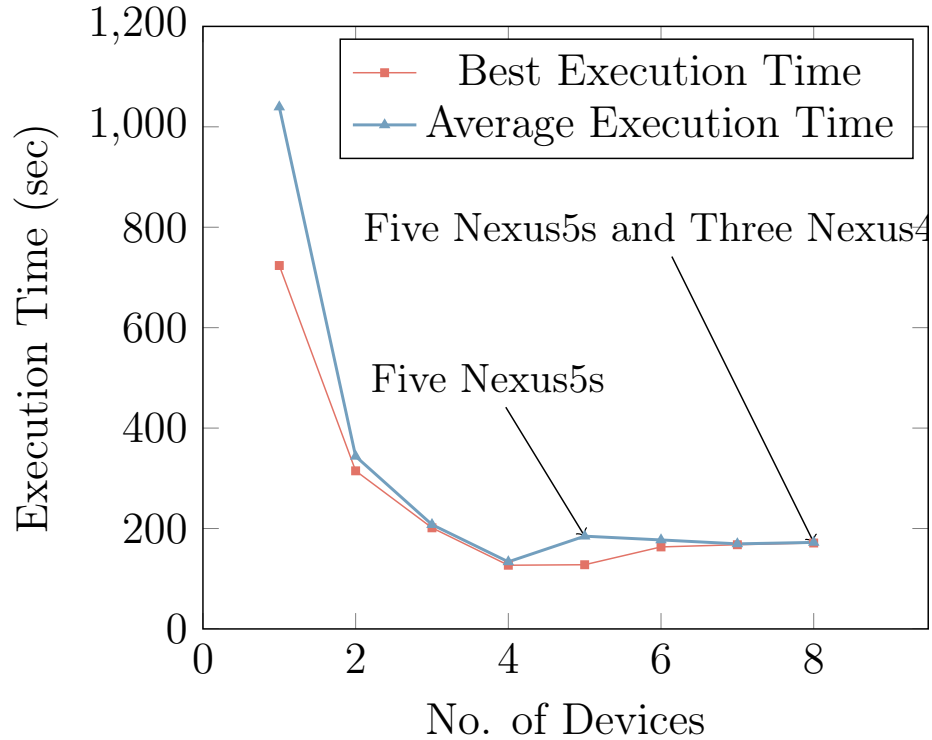 1,200
1,000
800
600
400
200
0
Execution Time (sec)
Best Execution Time
Average Execution Time
Five Nexus5s and Three Nexus4
Five Nexus5s
0 2 4 6 8
No. of Devices